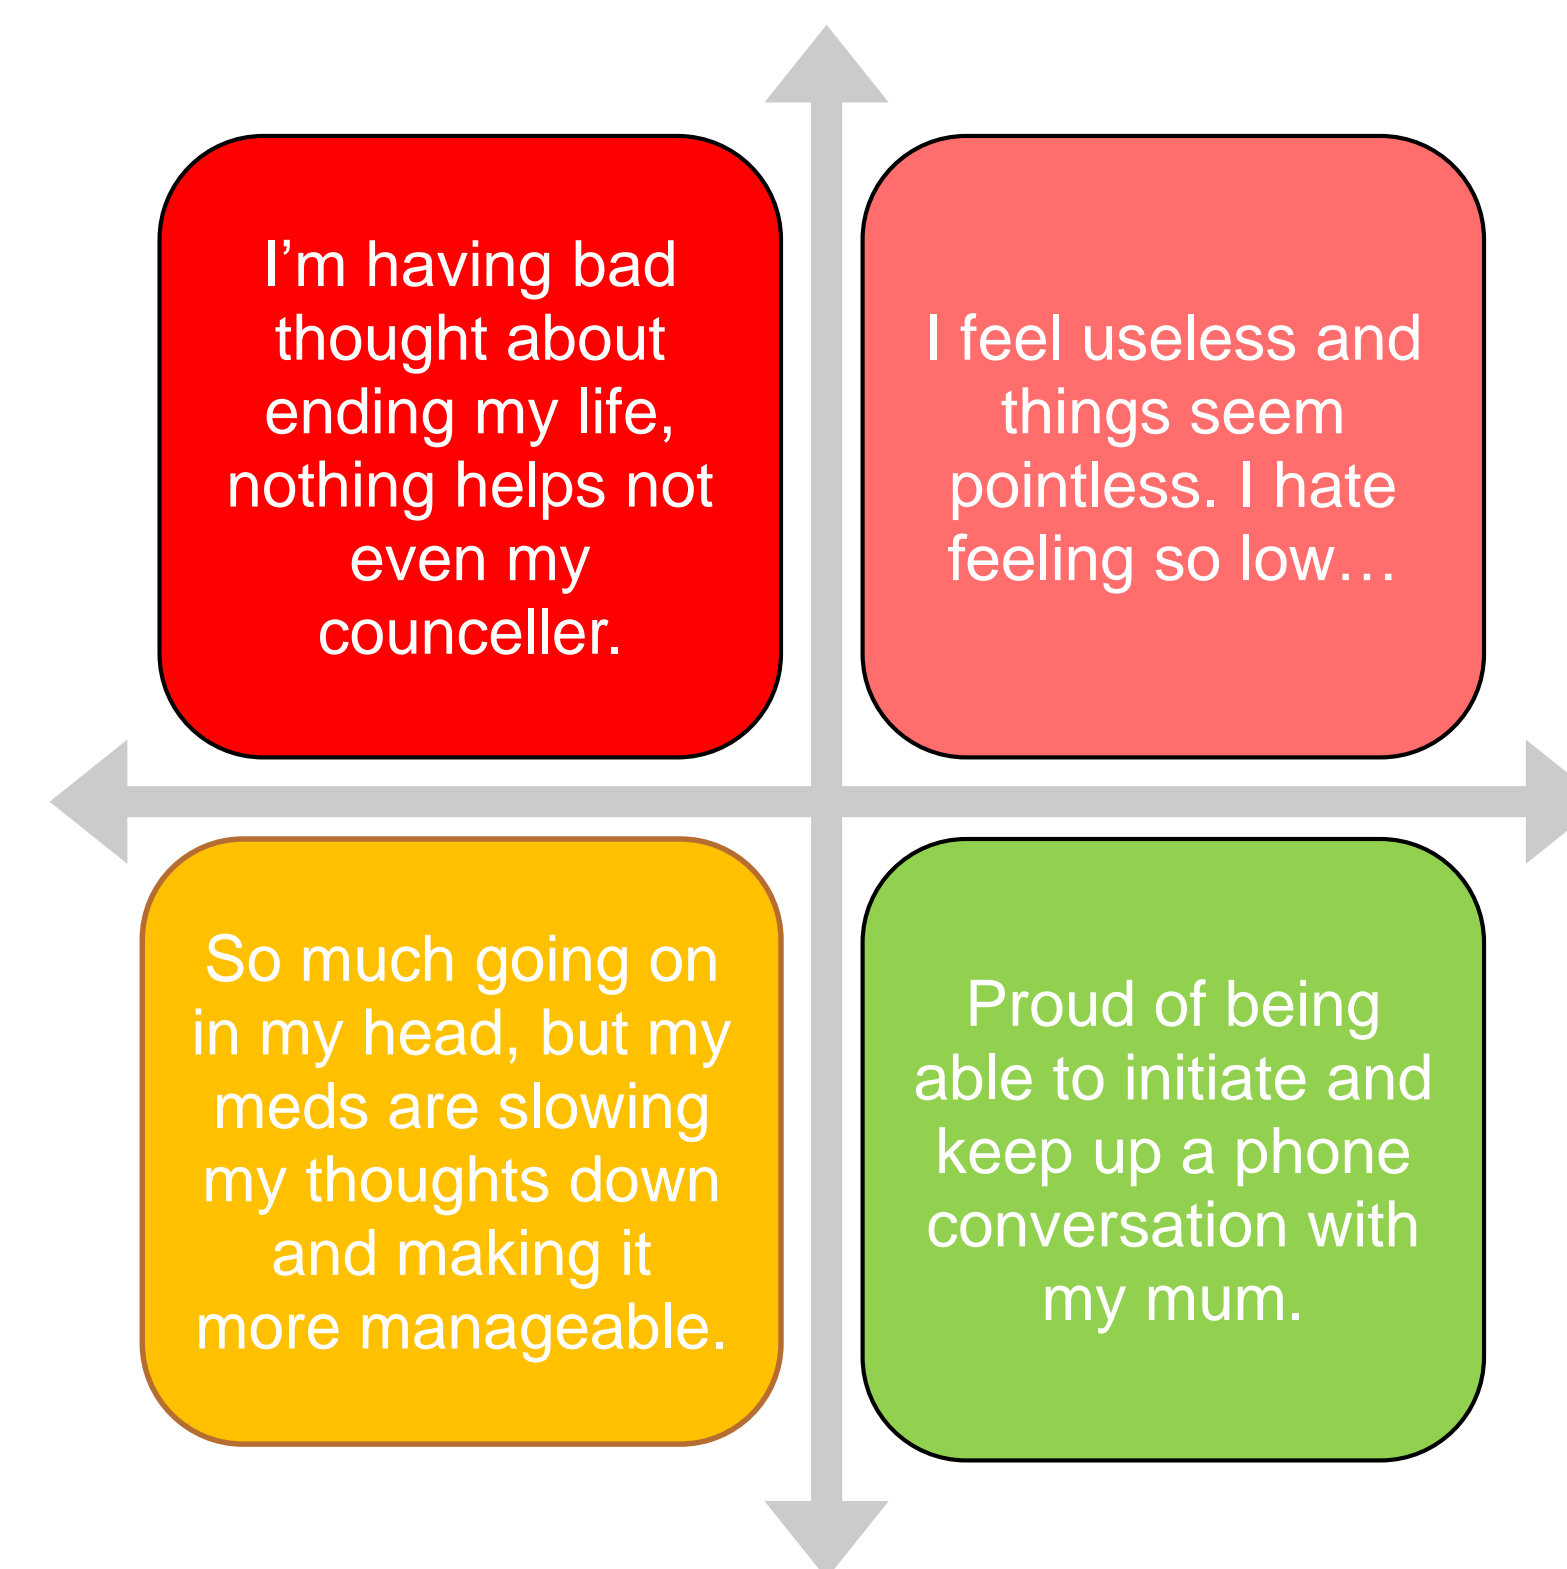 I’m having bad
thought about
ending my life,
nothing helps not
even my
counceller.
I feel useless and
things seem
pointless. I hate
feeling so low…
So much going on
in my head, but my
meds are slowing
my thoughts down
and making it
more manageable.
Proud of being
able to initiate and
keep up a phone
conversation with
my mum.